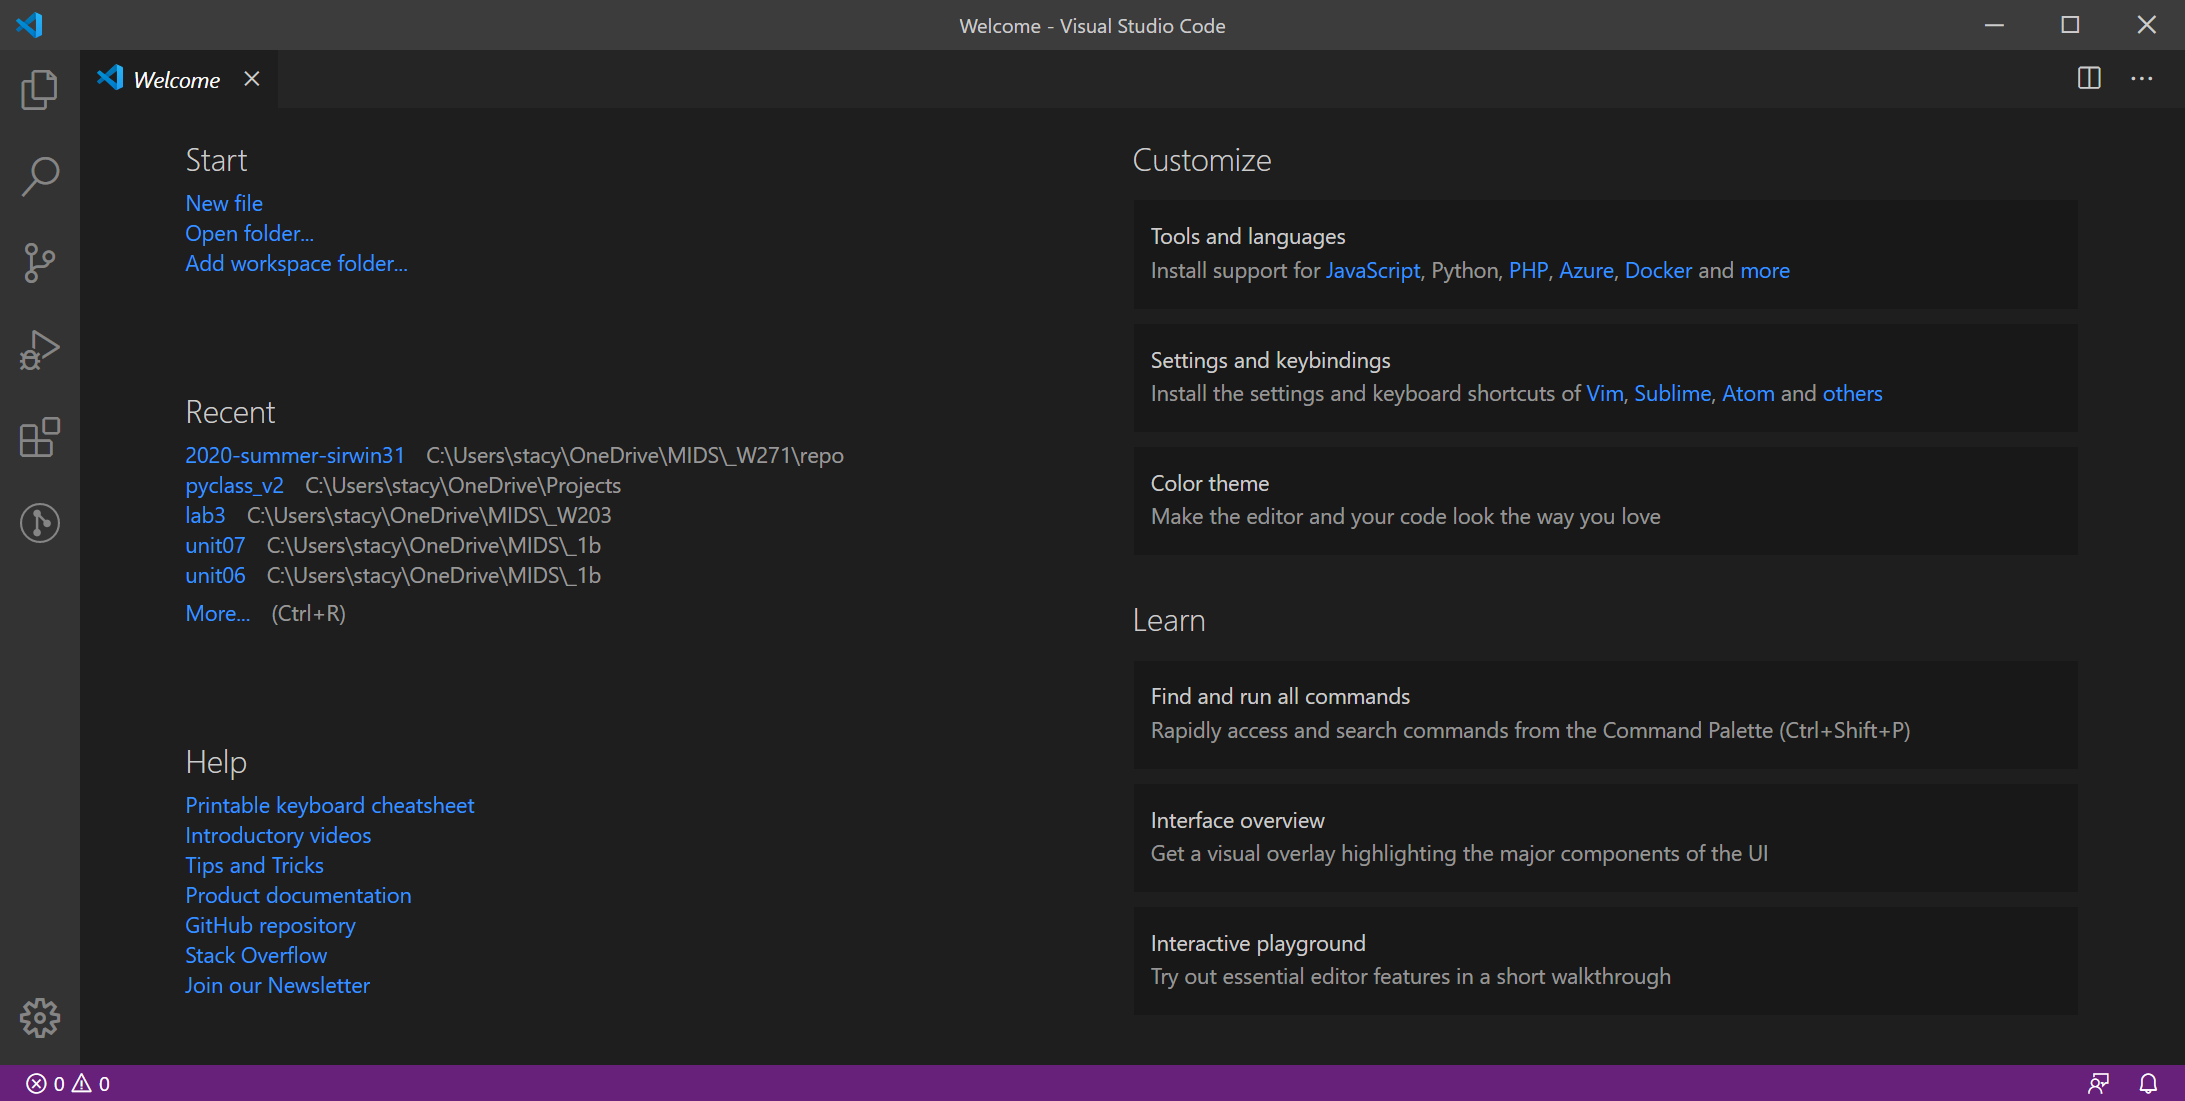 Welcome - Visual Studio Code
Welcome
Start
New file
Open folder...
Add workspace folder...
Recent
2020-summer-sirwin31 C:\Users\stacy\OneDrive\MIDS\_W271\repo
pyclass_v2 C:\Users\stacy\OneDrive\Projects
lab3 C:\Users\stacy\OneDrive\MIDS\_W203
unit07 C:\Users\stacy\OneDrive\MIDS\_1b
unit06 C:\Users\stacy\OneDrive\MIDS\_1b
More... (Ctrl+R)
Help
Printable keyboard cheatsheet
Introductory videos
Tips and Tricks
Product documentation
GitHub repository
Stack Overflow
Join our Newsletter
Customize
Tools and languages
Install support for JavaScript, Python, PHP, Azure, Docker and more
Settings and keybindings
Install the settings and keyboard shortcuts of Vim, Sublime, Atom and others
Color theme
Make the editor and your code look the way you love
Learn
Find and run all commands
Rapidly access and search commands from the Command Palette (Ctrl+Shift+P)
Interface overview
Get a visual overlay highlighting the major components of the UI
Interactive playground
Try out essential editor features in a short walkthrough
0 0